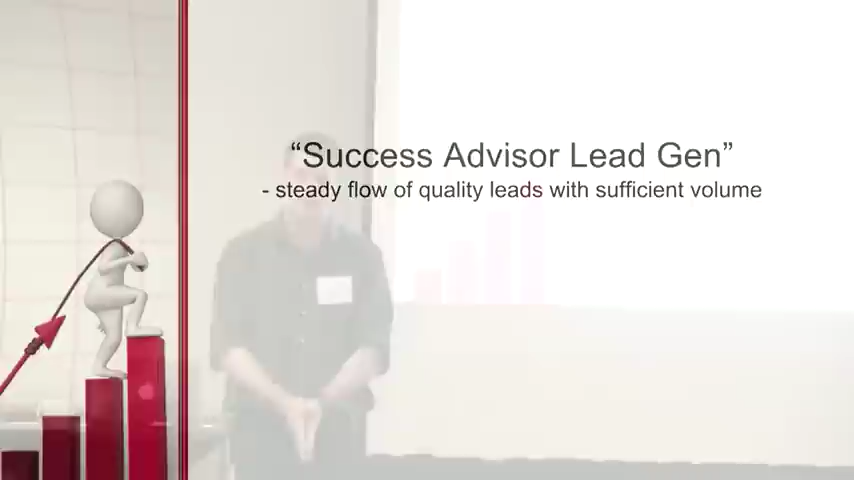 “Success Advisor Lead Gen”
- steady flow of quality leads with sufficient volume